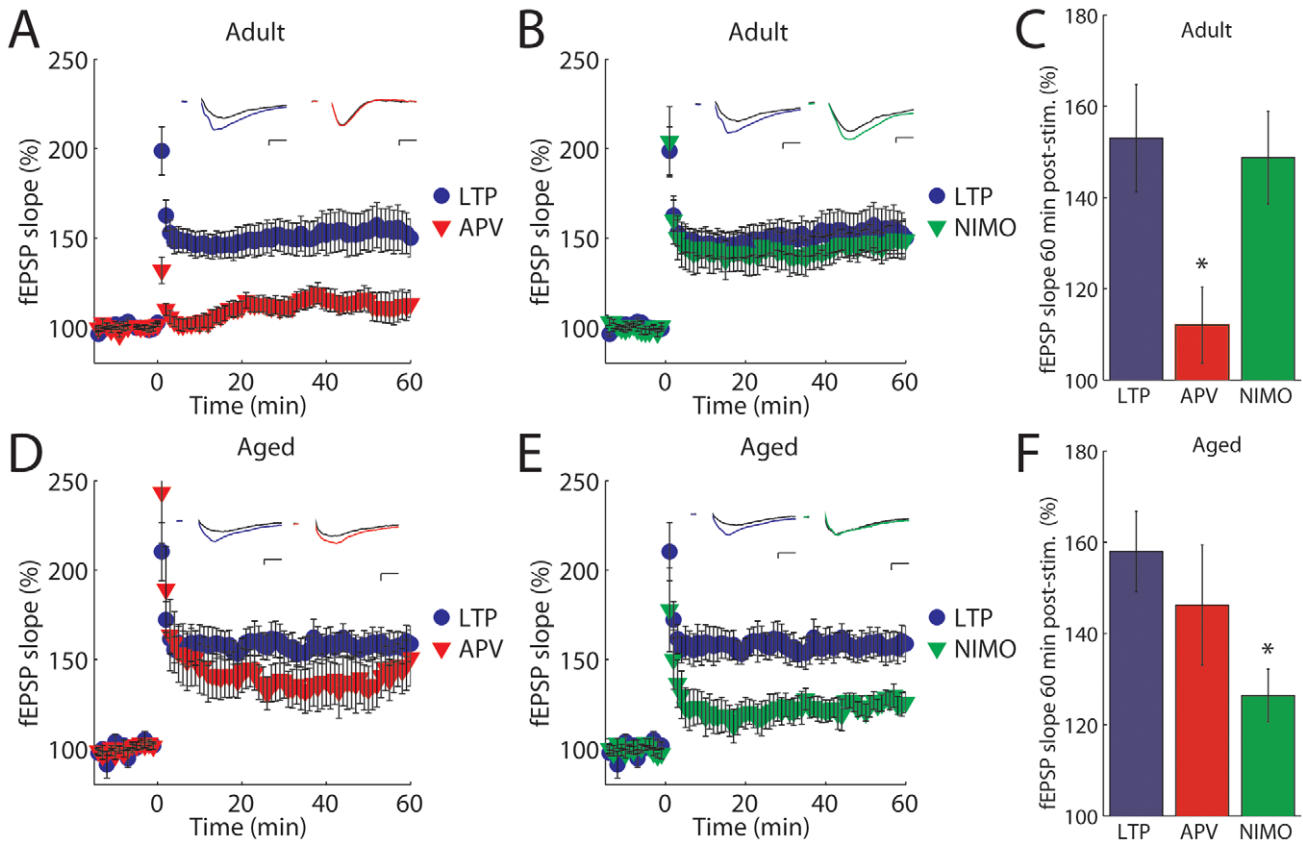 A
Adult
250
200
150
100
fEPSP slope (%)
LTP
APV
0
20
40
60
Time (min)
B
Adult
250
200
150
100
fEPSP slope (%)
LTP
NIMO
0
20
40
60
Time (min)
C
Adult
180
160
140
120
100
fEPSP slope 60 min post-stim. (%)
*
LTP
APV
NIMO
D
Aged
250
200
150
100
fEPSP slope (%)
LTP
APV
0
20
40
60
Time (min)
E
Aged
250
200
150
100
fEPSP slope (%)
LTP
NIMO
0
20
40
60
Time (min)
F
Aged
180
160
140
120
100
fEPSP slope 60 min post-stim. (%)
*
LTP
APV
NIMO